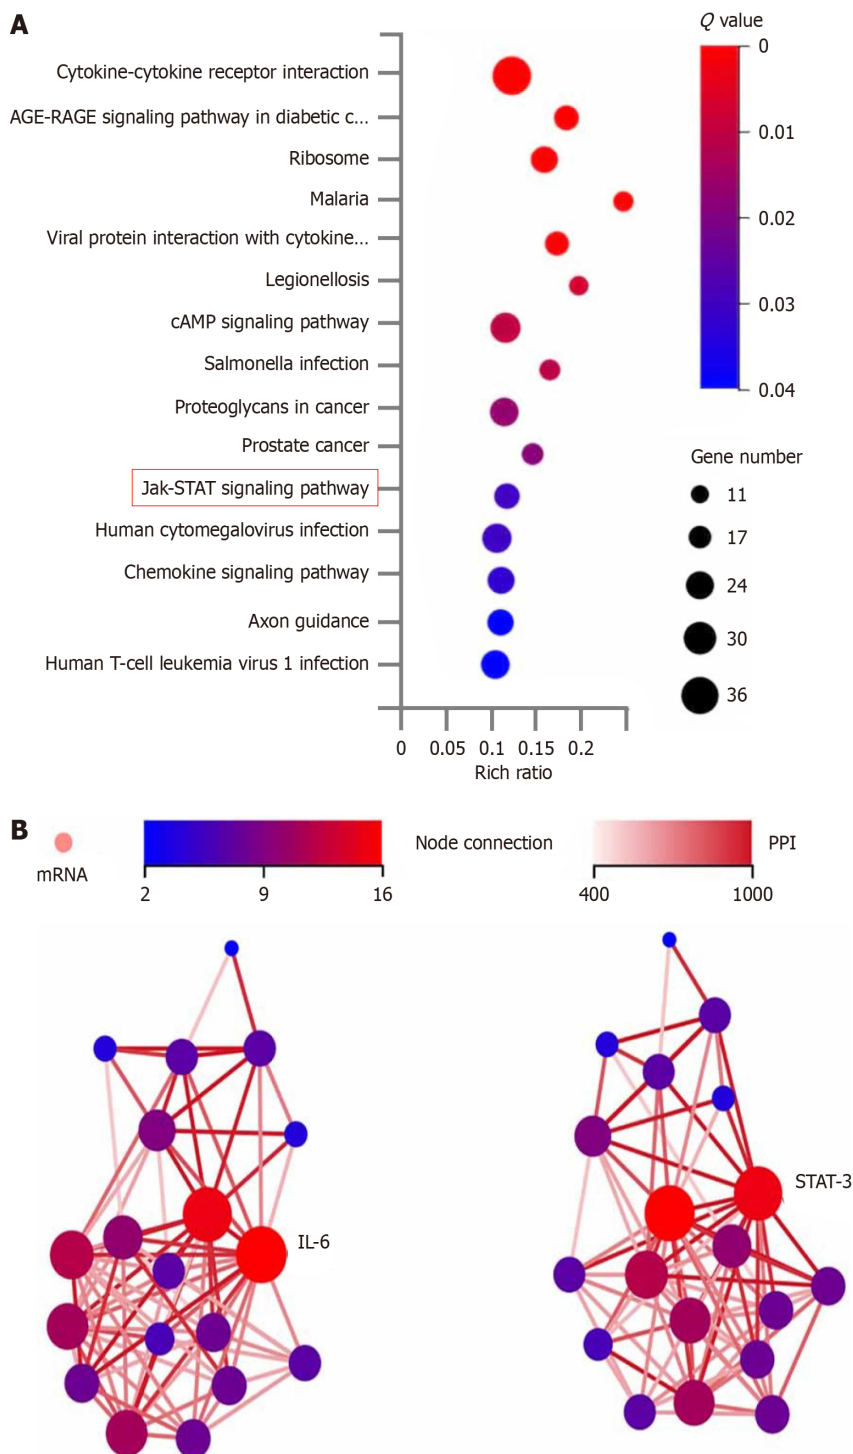 A
Q value
Cytokine-cytokine receptor interaction
AGE-RAGE signaling pathway in diabetic c...
Ribosome
Malaria
Viral protein interaction with cytokine...
Legionellosis
cAMP signaling pathway
Salmonella infection
Proteoglycans in cancer
Prostate cancer
Jak-STAT signaling pathway
Human cytomegalovirus infection
Chemokine signaling pathway
Axon guidance
Human T-cell leukemia virus 1 infection
0 0.05 0.1 0.15 0.2
Rich ratio
0
0.01
0.02
0.03
0.04
Gene number
11
17
24
30
36
B
mRNA
2 9 16
Node connection
400 1000
PPI
IL-6
STAT-3